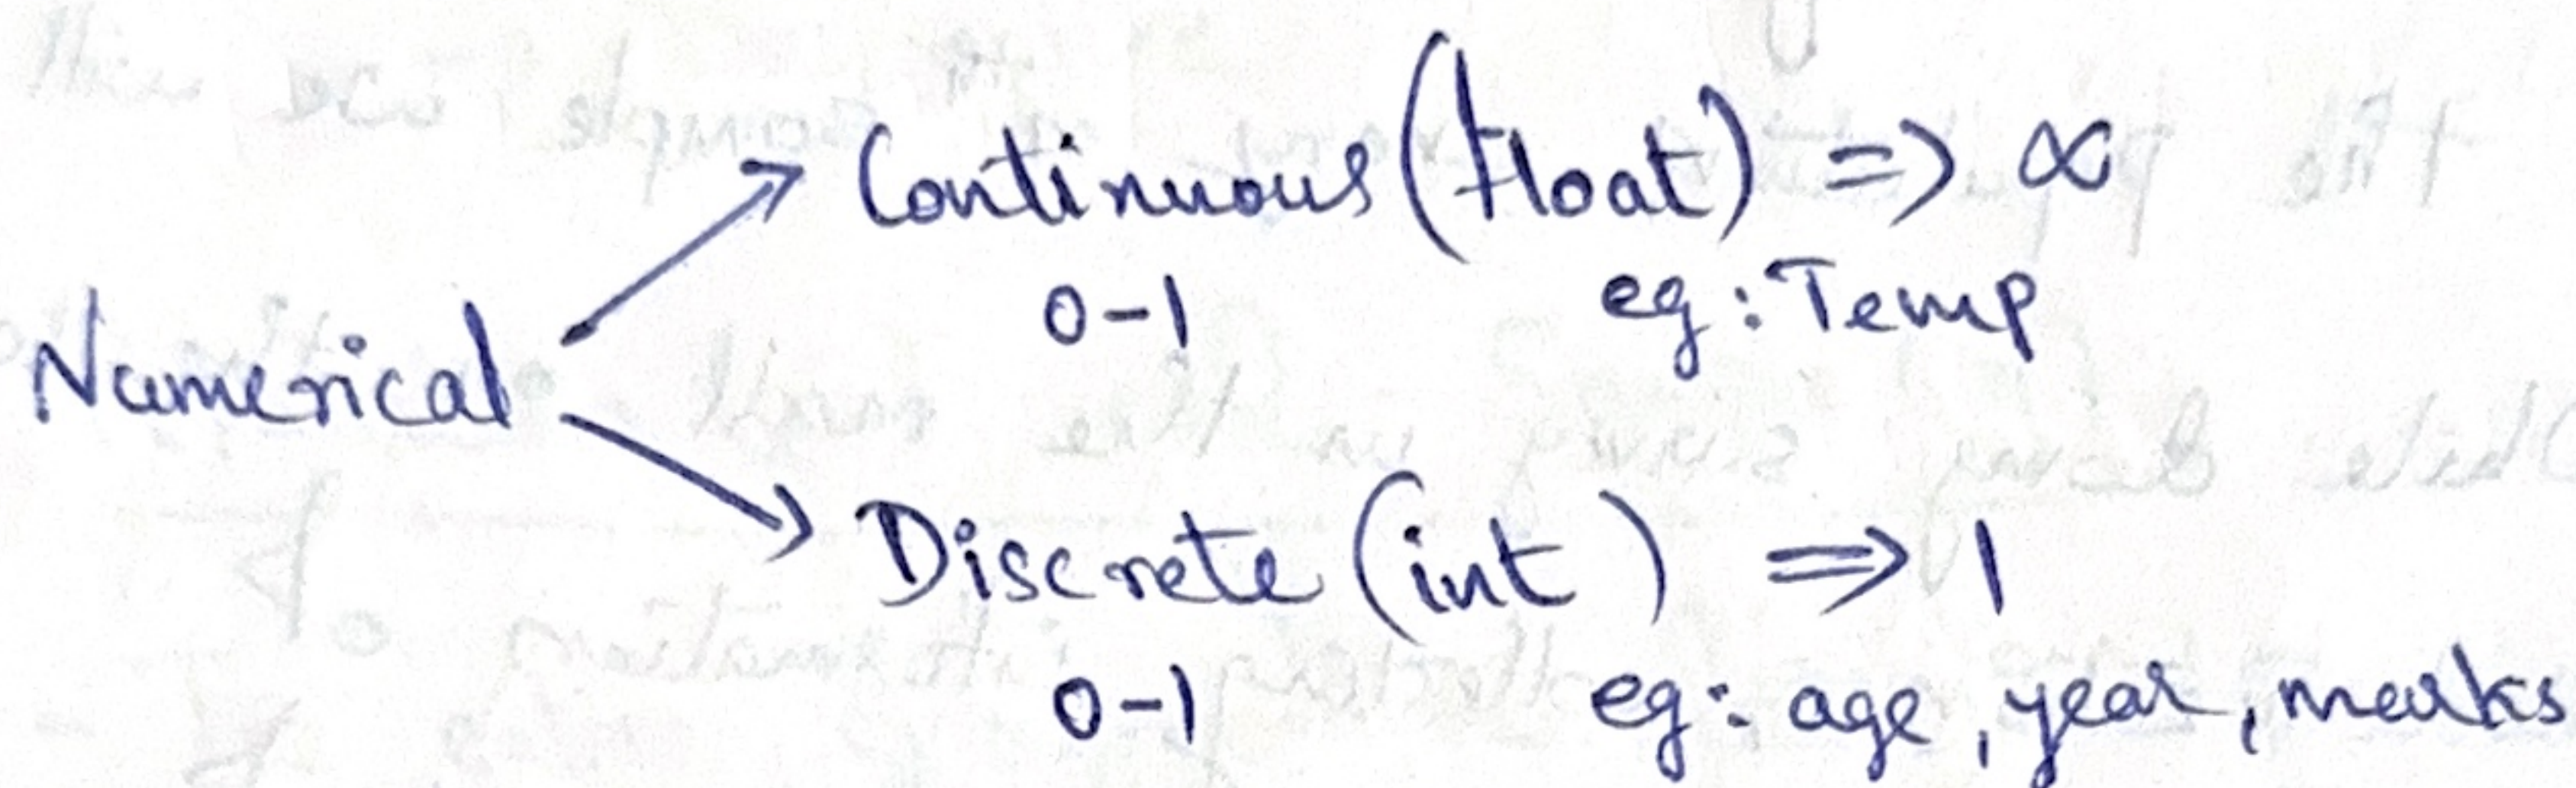 Continuous (float) => ∞
0-1 eg: Temp
Numerical
Discrete (int) => 1
0-1 eg: age, year, marks